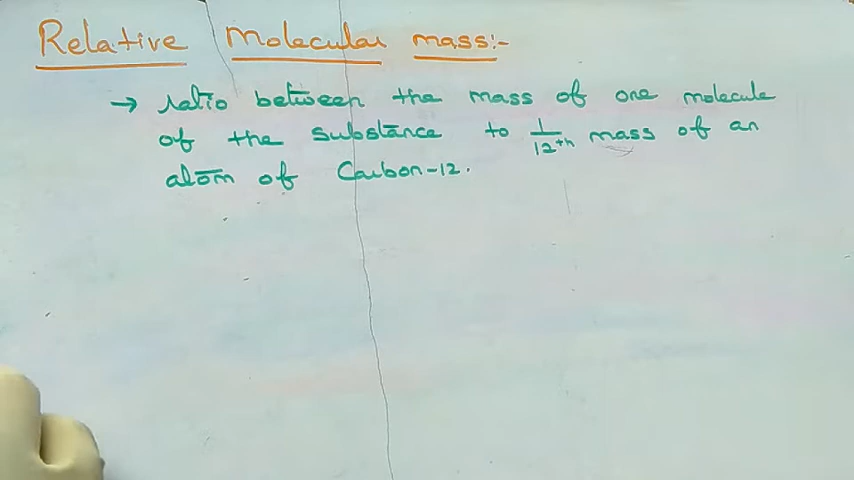 Relative Molecular mass:-
→ ratio between the mass of one molecule
of the substance to 1/12th mass of an
atom of Carbon-12.